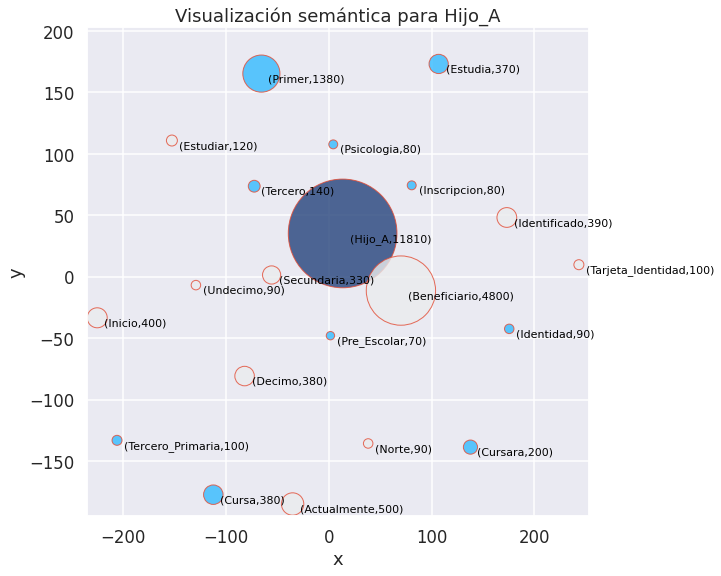 Visualización semántica para Hijo_A
200
(Primer,1380)
(Estudia,370)
150
(Estudiar,120)
(Psicologia,80)
100
(Tercero,140)
(Inscripcion,80)
50
(Identificado,390)
(Hijo_A,11810)
y
0
(Secundaria,330)
(Tarjeta_Identidad,100)
(Undecimo,90)
(Beneficiario,4800)
(Inicio,400)
−50
(Pre_Escolar,70)
(Identidad,90)
(Decimo,380)
−100
(Tercero_Primaria,100)
(Norte,90)
(Cursara,200)
−150
(Cursa,380)
(Actualmente,500)
−200 −100 0 100 200
x